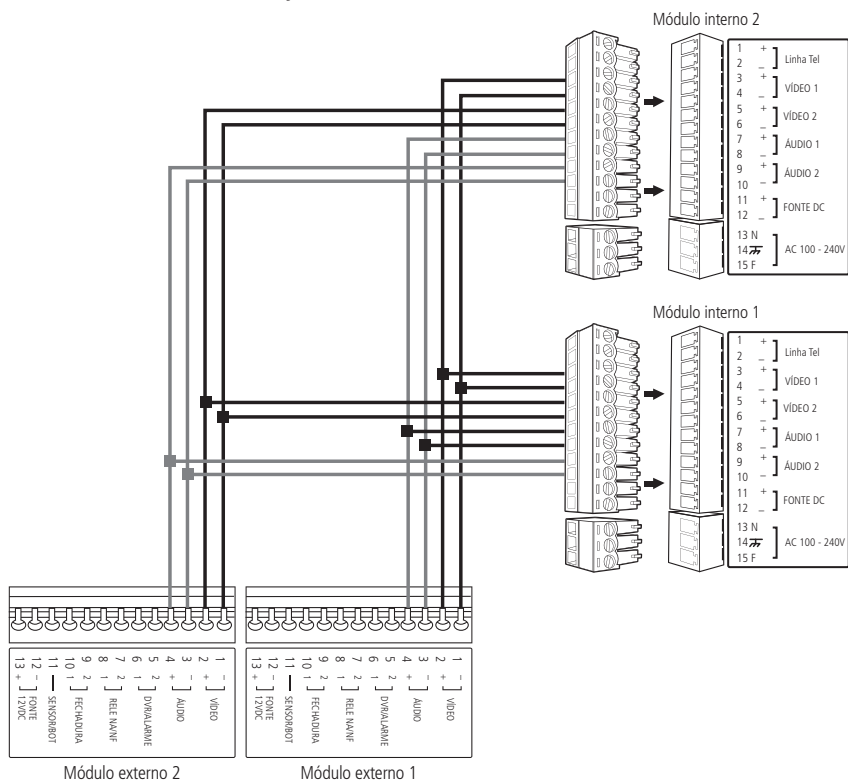 Módulo interno 2
1 +
2 _
Linha Tel
3 +
4 _
VÍDEO 1
5 +
6 _
VÍDEO 2
7 +
8 _
ÁUDIO 1
9 +
10 _
ÁUDIO 2
11 +
12 _
FONTE DC
13 N
14
15 F
AC 100 - 240V
Módulo interno 1
1 +
2 _
Linha Tel
3 +
4 _
VÍDEO 1
5 +
6 _
VÍDEO 2
7 +
8 _
ÁUDIO 1
9 +
10 _
ÁUDIO 2
11 +
12 _
FONTE DC
13 N
14
15 F
AC 100 - 240V
13 +
12 -
FONTE
12VDC
11
SENSOR/BOT
10 1
9 2
FECHADURA
8 1
7 2
RELE NA/NF
6 1
5 2
DVR/ALARME
4 +
3 -
ÁUDIO
2 +
1 -
VÍDEO
Módulo externo 2
13 +
12 -
FONTE
12VDC
11
SENSOR/BOT
10 1
9 2
FECHADURA
8 1
7 2
RELE NA/NF
6 1
5 2
DVR/ALARME
4 +
3 -
ÁUDIO
2 +
1 -
VÍDEO
Módulo externo 1